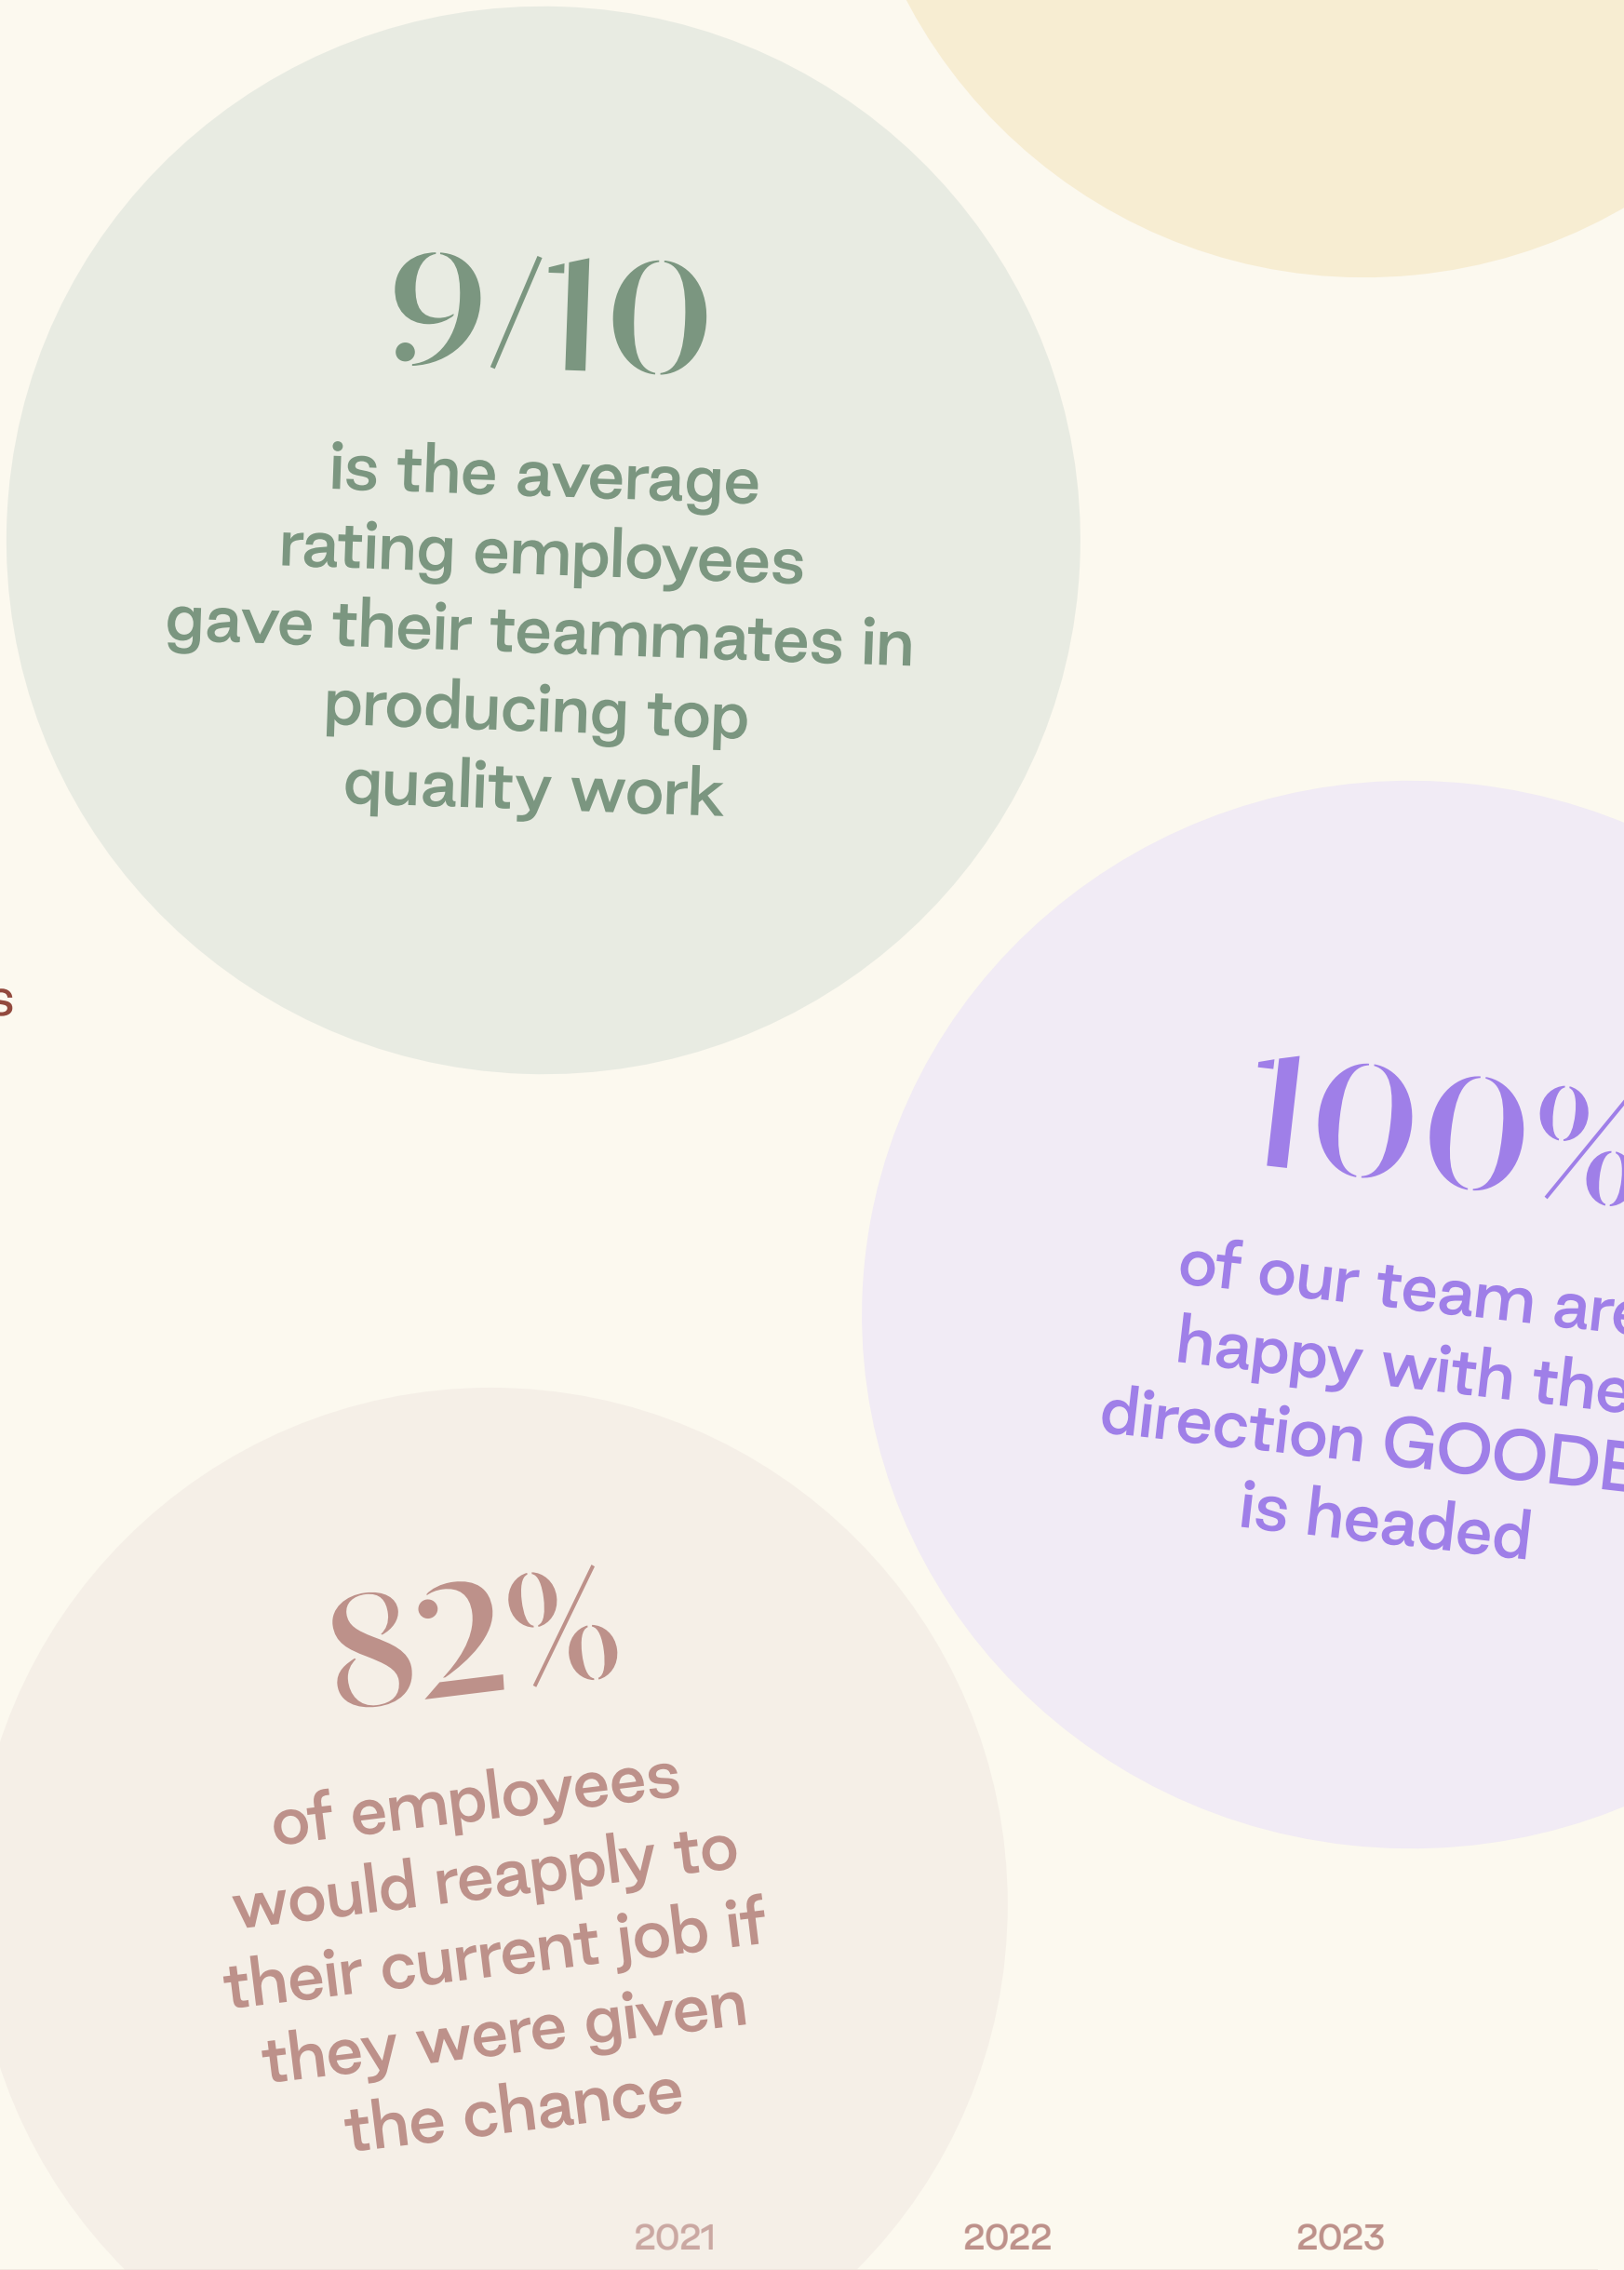 9/10
is the average
rating employees
gave their teammates in
producing top
quality work
s
100%
of our team are
happy with the
direction GOODE
is headed
82%
of employees
would reapply to
their current job if
they were given
the chance
2021 2022 2023